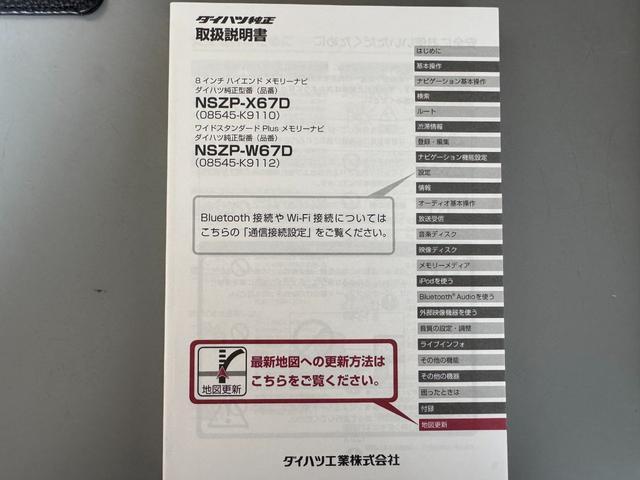 ダイハツ純正
取扱説明書
8インチ ハイエンド メモリーナビ
ダイハツ純正型番（品番）
NSZP-X67D
(08545-K9110)
ワイドスタンダード Plus メモリーナビ
ダイハツ純正型番（品番）
NSZP-W67D
(08545-K9112)
Bluetooth 接続や Wi-Fi 接続については
こちらの「通信接続設定」をご覧ください。
地図更新
最新地図への更新方法は
こちらをご覧ください。
はじめに
基本操作
ナビゲーション基本操作
検索
ルート
渋滞情報
登録・編集
ナビゲーション機能設定
設定
情報
オーディオ基本操作
放送受信
音楽ディスク
映像ディスク
メモリーメディア
iPodを使う
Bluetooth® Audioを使う
外部映像機器を使う
音質の設定・調整
ライブインフォ
その他の機能
その他の機器
困ったときは
付録
地図更新
ダイハツ工業株式会社